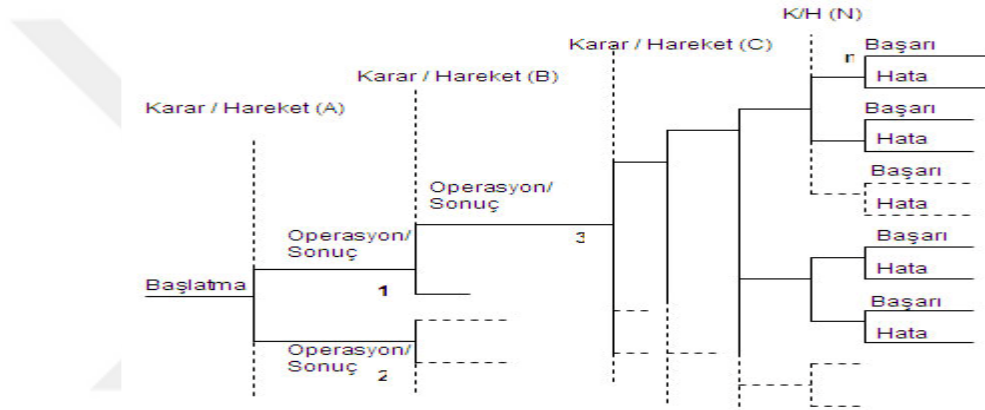 K/H (N)
Karar / Hareket (C)
Karar / Hareket (B)
Karar / Hareket (A)
n
Başarı
Hata
Başarı
Hata
Başarı
Hata
Operasyon/
Sonuç
3
Başarı
Hata
Operasyon/
Sonuç
1
Başlatma
Başarı
Hata
Operasyon/
Sonuç
2